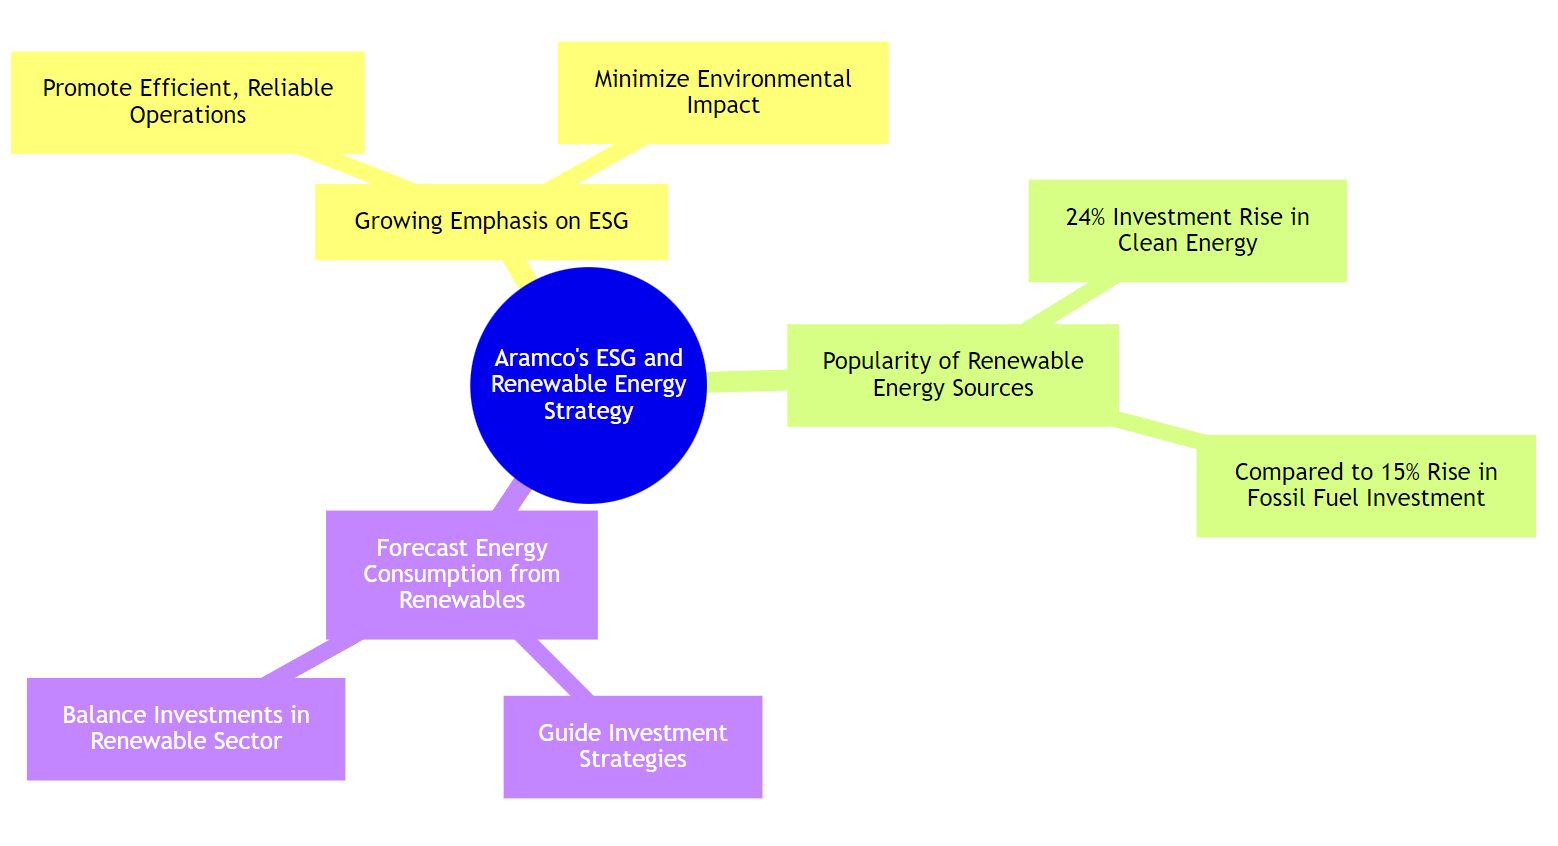 Promote Efficient, Reliable
Operations
Minimize Environmental
Impact
Growing Emphasis on ESG
24% Investment Rise in
Clean Energy
Aramco's ESG and
Renewable Energy
Strategy
Popularity of Renewable
Energy Sources
Compared to 15% Rise in
Fossil Fuel Investment
Forecast Energy
Consumption from
Renewables
Balance Investments in
Renewable Sector
Guide Investment
Strategies